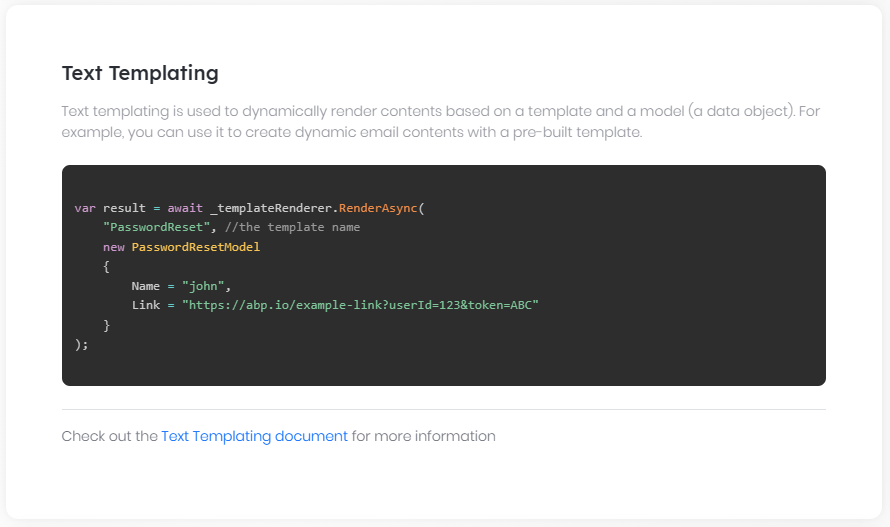 Text Templating
Text templating is used to dynamically render contents based on a template and a model (a data object). For
example, you can use it to create dynamic email contents with a pre-built template.
var result = await _templateRenderer.RenderAsync(
    "PasswordReset", //the template name
    new PasswordResetModel
    {
        Name = "john",
        Link = "https://abp.io/example-link?userId=123&token=ABC"
    }
);
Check out the Text Templating document for more information